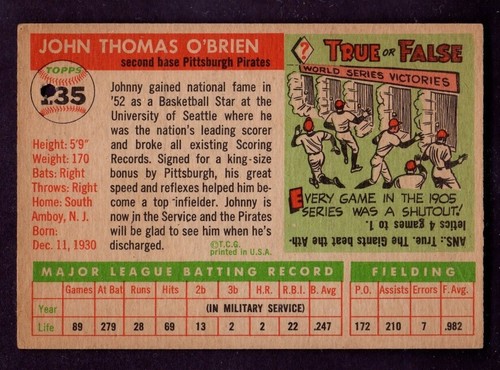 JOHN THOMAS O'BRIEN
second base Pittsburgh Pirates
TOPPS
135
Height: 5'9"
Weight: 170
Bats: Right
Throws: Right
Home: South
Amboy, N. J.
Born:
Dec. 11, 1930
Johnny gained national fame in
'52 as a Basketball Star at the
University of Seattle where he
was the nation's leading scorer
and broke all existing Scoring
Records. Signed for a king-size
bonus by Pittsburgh, his great
speed and reflexes helped him be-
come a top infielder. Johnny is
now in the Service and the Pirates
will be glad to see him when he's
discharged.
©T.C.G.
printed in U.S.A.
?
TRUE OR FALSE
WORLD SERIES VICTORIES
EVERY GAME IN THE 1905
SERIES WAS A SHUTOUT!
ANS.: True. The Giants beat the Ath-
letics 4 games to 1.
MAJOR LEAGUE BATTING RECORD FIELDING
Games At Bat Runs Hits 2b 3b H.R. R.B.I. B.Avg P.O. Assists Errors F.Avg.
Year (IN MILITARY SERVICE)
Life 89 279 28 69 13 2 2 22 .247 172 210 7 .982